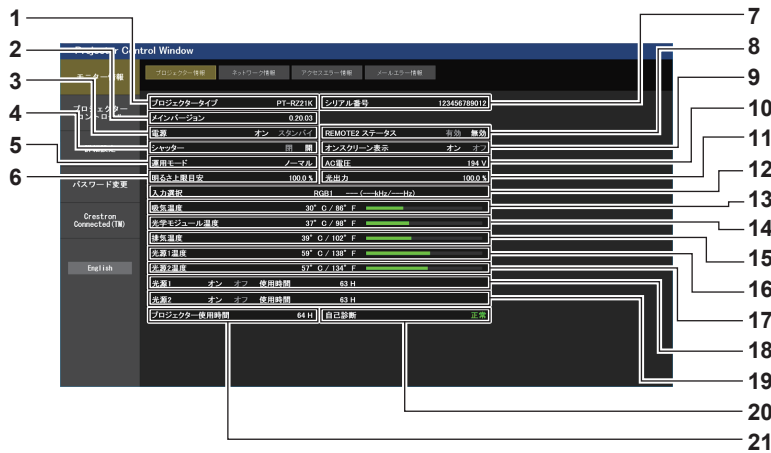 1
2
3
4
5
6
7
8
9
10
11
12
13
14
15
16
17
18
19
20
21
Control Window
プロジェクター情報 ネットワーク情報 アクセスエラー情報 メールエラー情報
パスワード変更
Crestron
Connected(TM)
English
プロジェクタータイプ PT-RZ21K シリアル番号 123456789012
メインバージョン 0.20.03
電源 オン スタンバイ REMOTE2 ステータス 有効 無効
シャッター 閉 開 オンスクリーン表示 オン オフ
運用モード ノーマル AC電圧 194 V
明るさ上限目安 100.0 % 光出力 100.0 %
入力選択 RGB1 ---(---kHz/---Hz)
吸気温度 30° C / 86° F
光学モジュール温度 37° C / 98° F
排気温度 39° C / 102° F
光源1温度 59° C / 138° F
光源2温度 57° C / 134° F
光源1 オン オフ 使用時間 63 H
光源2 オン オフ 使用時間 63 H
プロジェクター使用時間 64 H 自己診断 正常